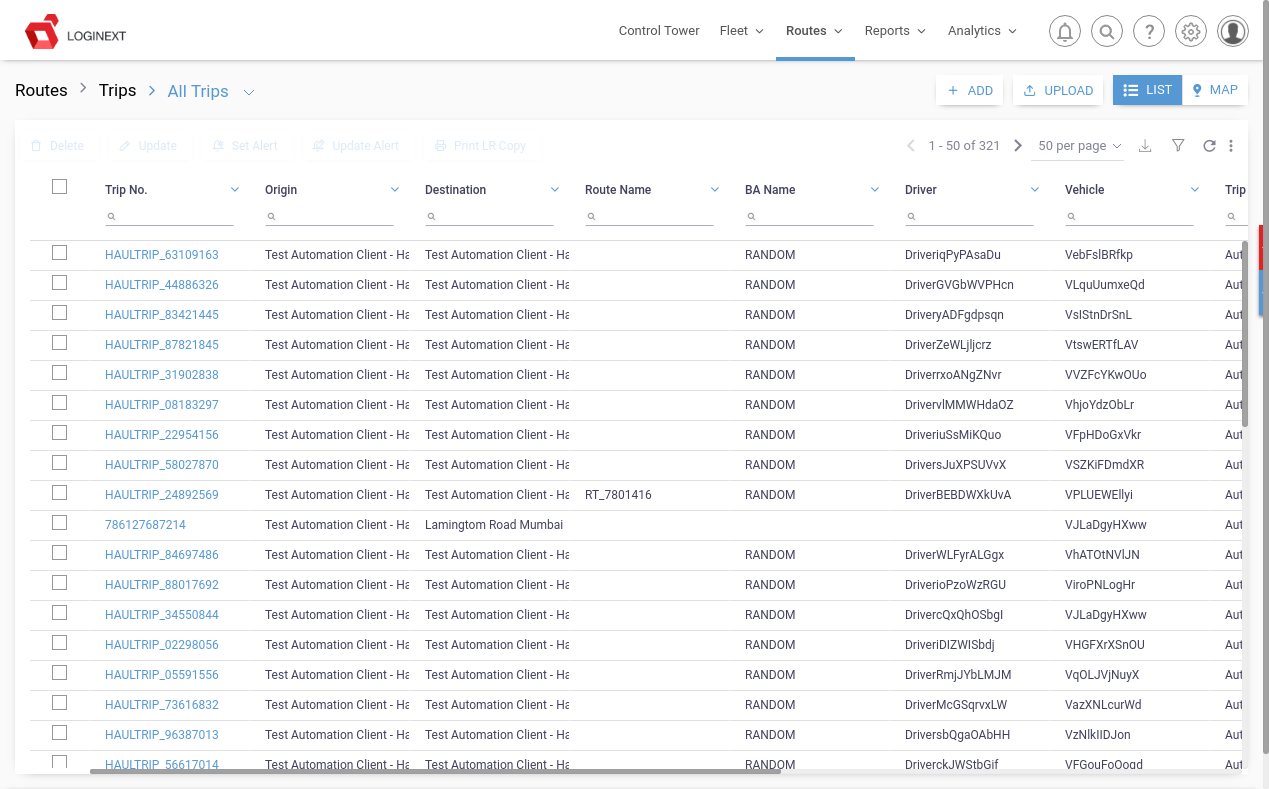 LOGINEXT Control Tower Fleet Routes Reports Analytics ?
Routes > Trips > All Trips + ADD UPLOAD LIST MAP
Delete Update Set Alert Update Alert Print LR Copy 1 - 50 of 321 50 per page
Trip No. Origin Destination Route Name BA Name Driver Vehicle Trip
HAULTRIP_63109163 Test Automation Client - Ha Test Automation Client - Ha RANDOM DriveriqPyPAsaDu VebFslBRfkp Aut
HAULTRIP_44886326 Test Automation Client - Ha Test Automation Client - Ha RANDOM DriverGVGbWVPHcn VLquUumxeQd Aut
HAULTRIP_83421445 Test Automation Client - Ha Test Automation Client - Ha RANDOM DriveryADFgdpsqn VslStnDrSnL Aut
HAULTRIP_87821845 Test Automation Client - Ha Test Automation Client - Ha RANDOM DriverZeWLjljcrz VtswERTfLAV Aut
HAULTRIP_31902838 Test Automation Client - Ha Test Automation Client - Ha RANDOM DriverrxoANgZNvr VVZFcYKwOUo Aut
HAULTRIP_08183297 Test Automation Client - Ha Test Automation Client - Ha RANDOM DrivervlMMWHdaOZ VhjoYdzObLr Aut
HAULTRIP_22954156 Test Automation Client - Ha Test Automation Client - Ha RANDOM DriveriuSsMiKQuo VFpHDoGxVkr Aut
HAULTRIP_58027870 Test Automation Client - Ha Test Automation Client - Ha RANDOM DriversJuXPSUVvX VSZKiFDmdXR Aut
HAULTRIP_24892569 Test Automation Client - Ha Test Automation Client - Ha RT_7801416 RANDOM DriverBEBDWXkUvA VPLUEWEllyi Aut
786127687214 Test Automation Client - Ha Lamingtom Road Mumbai VJLaDgyHXww Aut
HAULTRIP_84697486 Test Automation Client - Ha Test Automation Client - Ha RANDOM DriverWLFyrALGgx VhATOtNVlJN Aut
HAULTRIP_88017692 Test Automation Client - Ha Test Automation Client - Ha RANDOM DriverioPzoWzRGU ViroPNLogHr Aut
HAULTRIP_34550844 Test Automation Client - Ha Test Automation Client - Ha RANDOM DrivercQxQhOSbgI VJLaDgyHXww Aut
HAULTRIP_02298056 Test Automation Client - Ha Test Automation Client - Ha RANDOM DriveriDIZWISbdj VHGFXrXSnOU Aut
HAULTRIP_05591556 Test Automation Client - Ha Test Automation Client - Ha RANDOM DriverRmjJYbLMJM VqOLJVjNuyX Aut
HAULTRIP_73616832 Test Automation Client - Ha Test Automation Client - Ha RANDOM DriverMcGSqrvxLW VazXNLcurWd Aut
HAULTRIP_96387013 Test Automation Client - Ha Test Automation Client - Ha RANDOM DriversbQgaOAbHH VzNlkIIDJon Aut
HAULTRIP_56617014 Test Automation Client - Ha Test Automation Client - Ha RANDOM DriverckJWStbGif VFGouFoOogd Aut